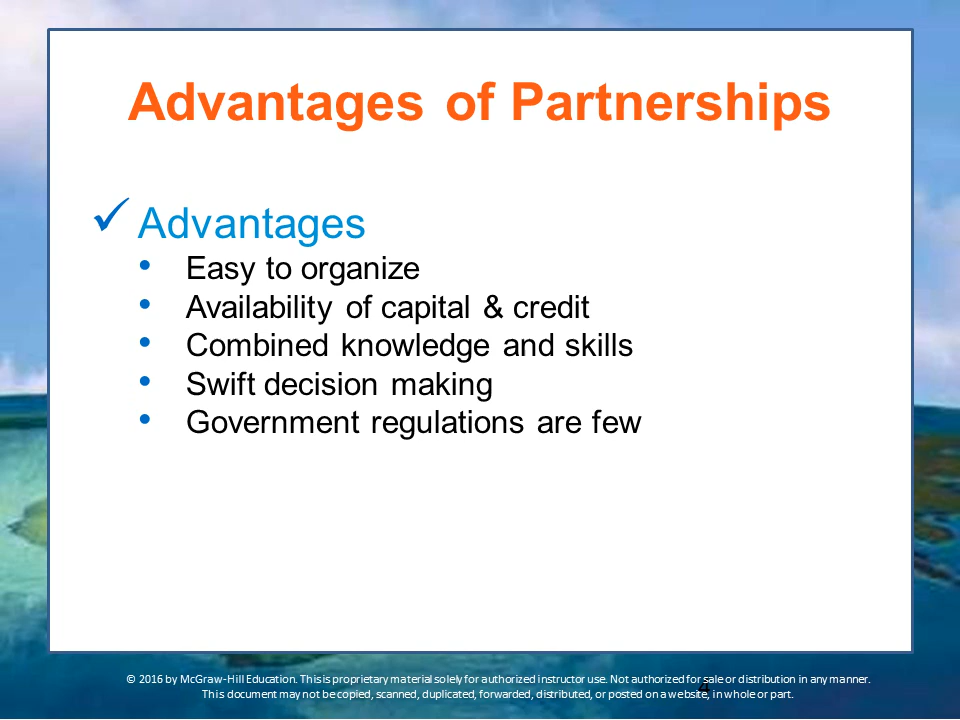 Advantages of Partnerships
✓ Advantages
• Easy to organize
• Availability of capital & credit
• Combined knowledge and skills
• Swift decision making
• Government regulations are few
© 2016 by McGraw-Hill Education. This is proprietary material solely for authorized instructor use. Not authorized for sale or distribution in any manner.
This document may not be copied, scanned, duplicated, forwarded, distributed, or posted on a website, in whole or part.
4